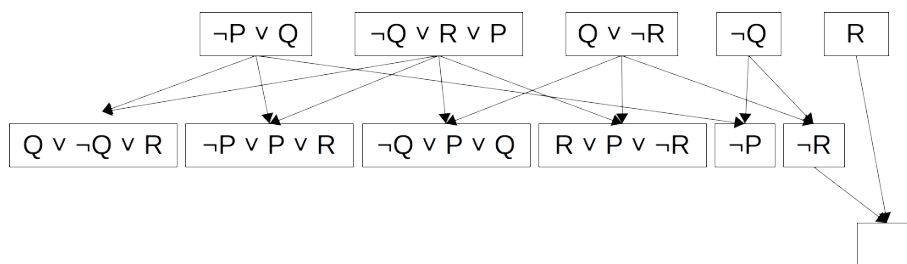 ¬P ∨ Q ¬Q ∨ R ∨ P Q ∨ ¬R ¬Q R
Q ∨ ¬Q ∨ R ¬P ∨ P ∨ R ¬Q ∨ P ∨ Q R ∨ P ∨ ¬R ¬P ¬R